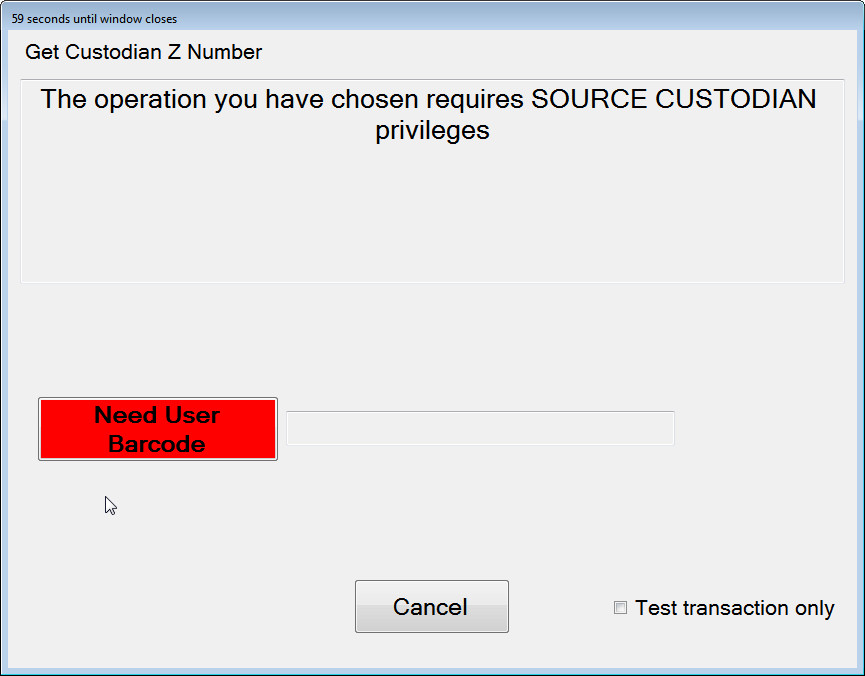 59 seconds until window closes
Get Custodian Z Number
The operation you have chosen requires SOURCE CUSTODIAN
privileges
Need User
Barcode
Cancel
Test transaction only